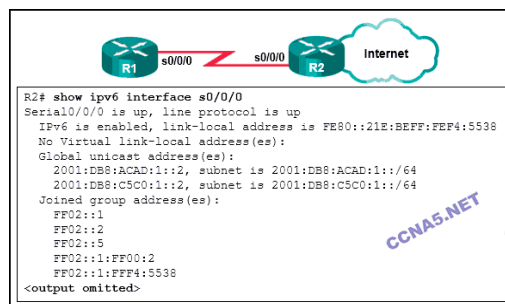 Internet
s0/0/0
s0/0/0
R1
R2
R2# show ipv6 interface s0/0/0
Serial0/0/0 is up, line protocol is up
IPv6 is enabled, link-local address is FE80::21E:BEFF:FEF4:5538
No Virtual link-local address(es):
Global unicast address(es):
2001:DB8:ACAD:1::2, subnet is 2001:DB8:ACAD:1::/64
2001:DB8:C5C0:1::2, subnet is 2001:DB8:C5C0:1::/64
Joined group address(es):
FF02::1
FF02::2
FF02::5
FF02::1:FF00:2
FF02::1:FFF4:5538
<output omitted>
CCNA5.NET